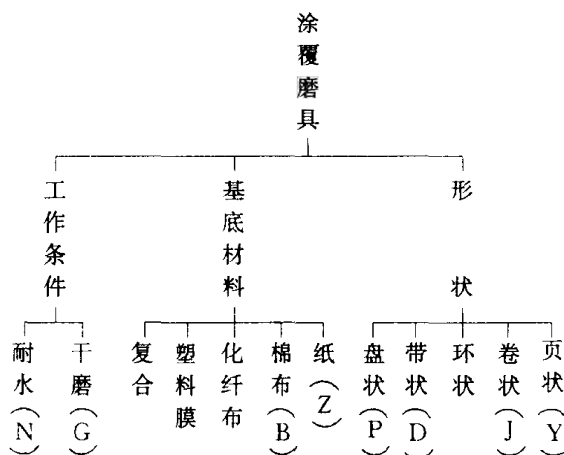 涂覆磨具
工作条件
基底材料
形状
耐水(N)
干磨(G)
复合
塑料膜
化纤布
棉布(B)
纸(Z)
盘状(P)
带状(D)
环状
卷状(J)
页状(Y)